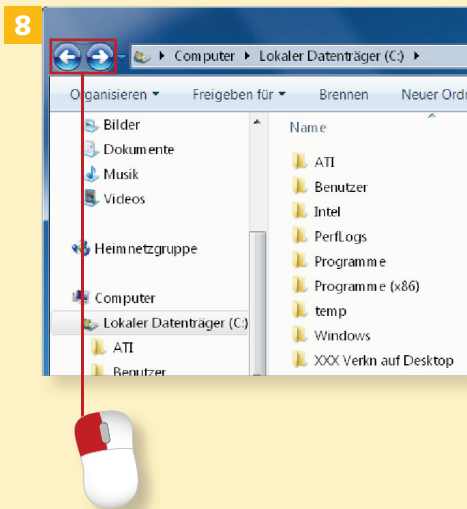 8
Computer Lokaler Datenträger (C:)
Organisieren Freigeben für Brennen Neuer Ord
Bilder
Dokumente
Musik
Videos
Heimnetzgruppe
Computer
Lokaler Datenträger (C:)
ATI
Benutzer
Name
ATI
Benutzer
Intel
PerfLogs
Programme
Programme (x86)
temp
Windows
XXX Verkn auf Desktop